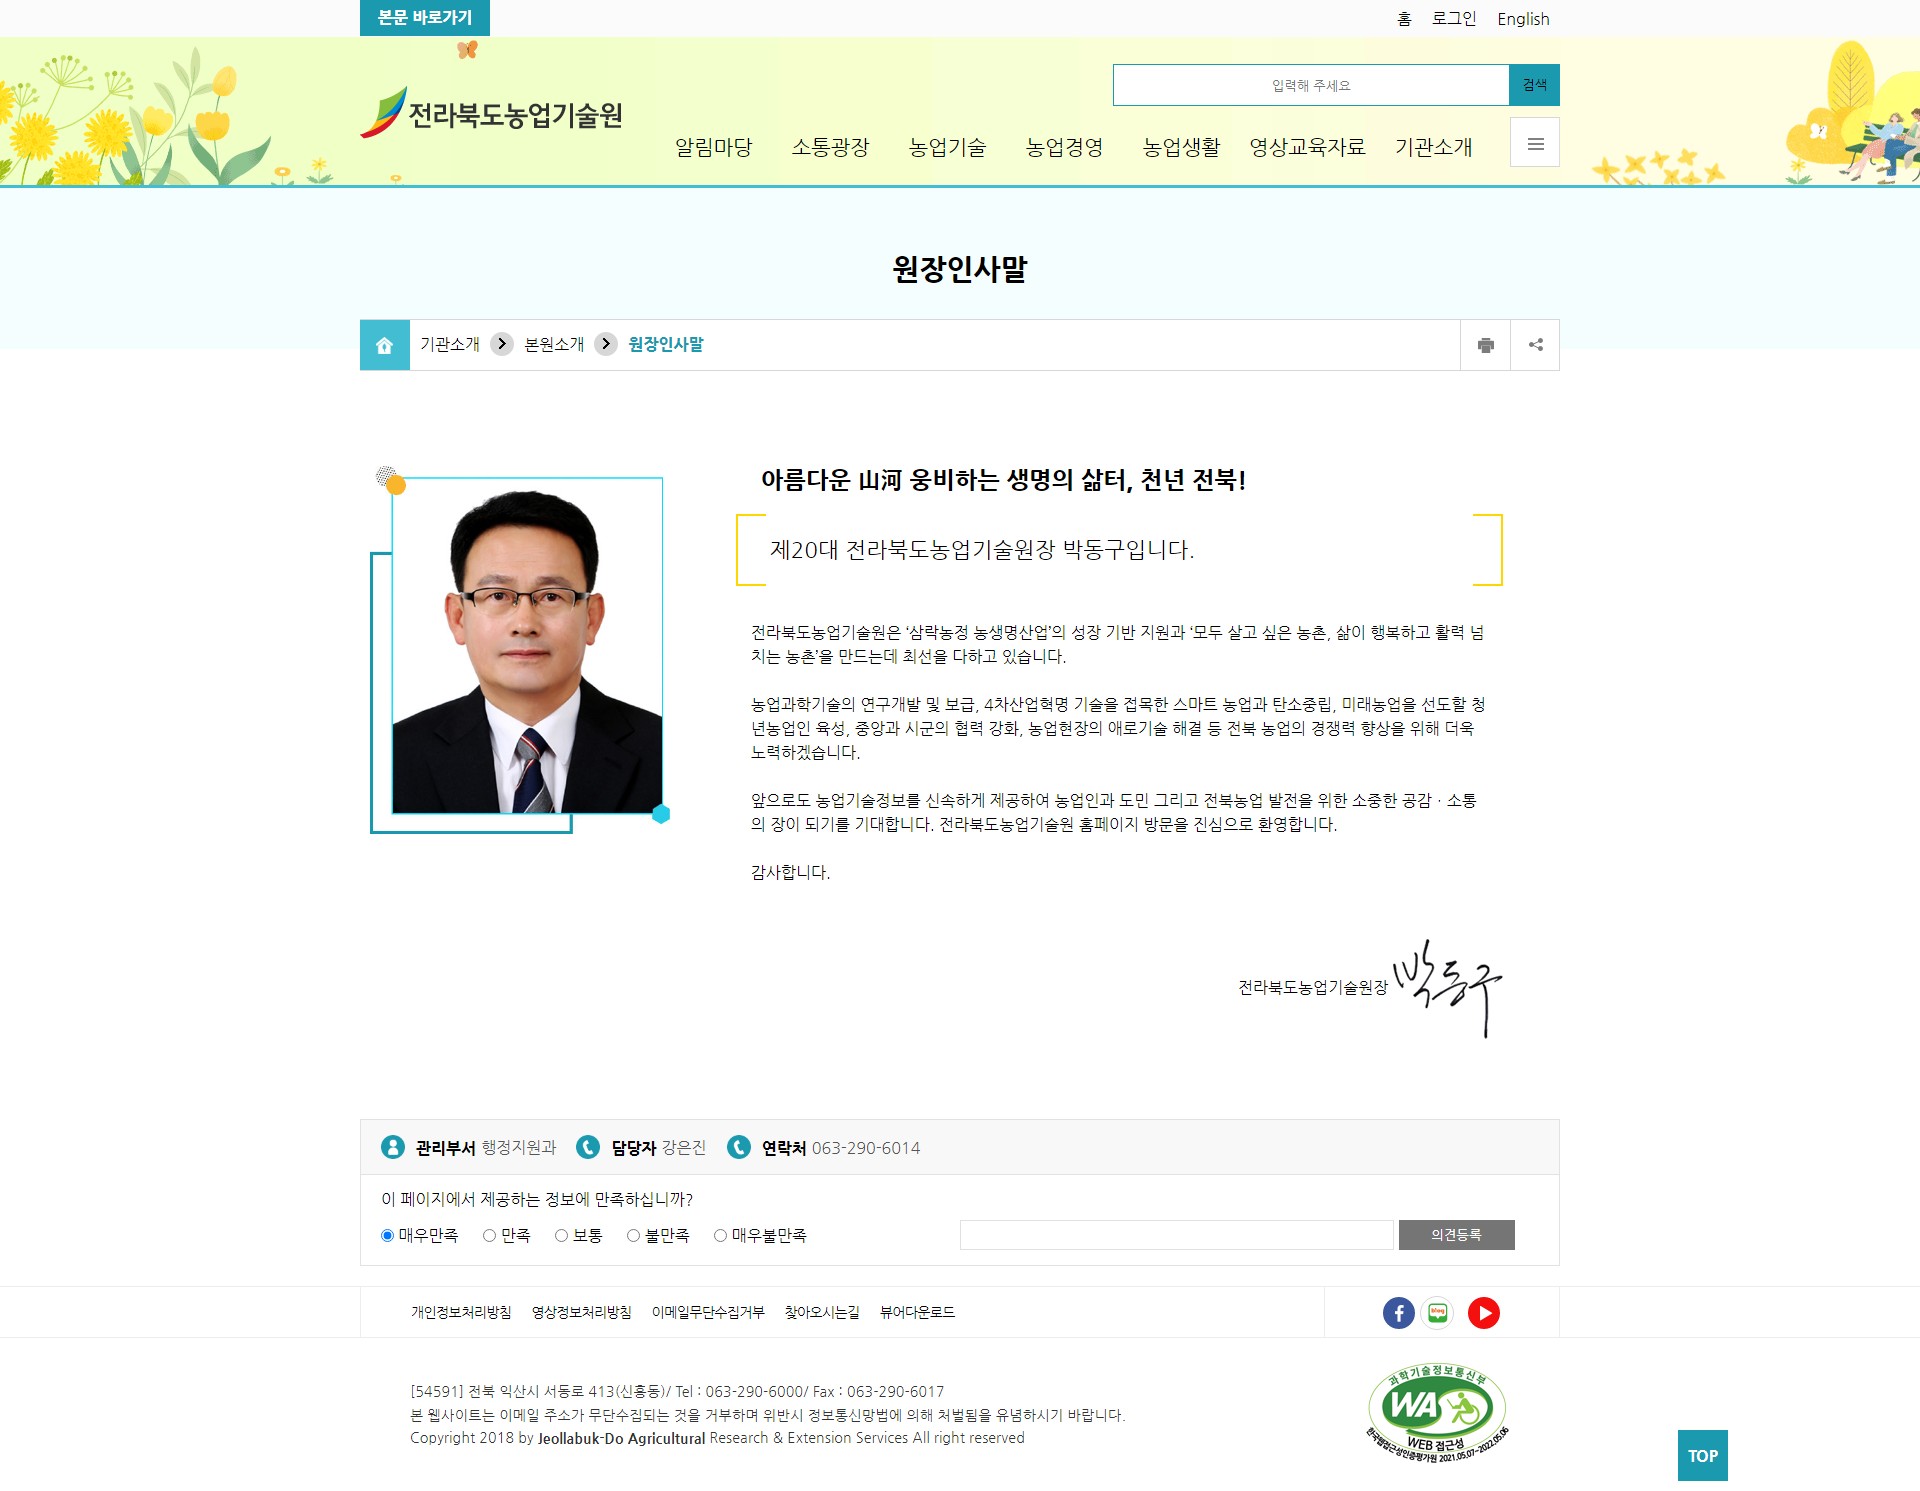 본문 바로가기
홈 로그인 English
입력해 주세요 검색
전라북도농업기술원
알림마당 소통광장 농업기술 농업경영 농업생활 영상교육자료 기관소개
원장인사말
기관소개 본원소개 원장인사말
아름다운 山河 웅비하는 생명의 삶터, 천년 전북!
제20대 전라북도농업기술원장 박동구입니다.
전라북도농업기술원은 ‘삼락농정 농생명산업’의 성장 기반 지원과 ‘모두 살고 싶은 농촌, 삶이 행복하고 활력 넘
치는 농촌’을 만드는데 최선을 다하고 있습니다.
농업과학기술의 연구개발 및 보급, 4차산업혁명 기술을 접목한 스마트 농업과 탄소중립, 미래농업을 선도할 청
년농업인 육성, 중앙과 시군의 협력 강화, 농업현장의 애로기술 해결 등 전북 농업의 경쟁력 향상을 위해 더욱
노력하겠습니다.
앞으로도 농업기술정보를 신속하게 제공하여 농업인과 도민 그리고 전북농업 발전을 위한 소중한 공감 · 소통
의 장이 되기를 기대합니다. 전라북도농업기술원 홈페이지 방문을 진심으로 환영합니다.
감사합니다.
전라북도농업기술원장 박동구
관리부서 행정지원과 담당자 강은진 연락처 063-290-6014
이 페이지에서 제공하는 정보에 만족하십니까?
매우만족 만족 보통 불만족 매우불만족 의견등록
개인정보처리방침 영상정보처리방침 이메일무단수집거부 찾아오시는길 뷰어다운로드
blog
[54591] 전북 익산시 서동로 413(신흥동)/ Tel : 063-290-6000/ Fax : 063-290-6017
본 웹사이트는 이메일 주소가 무단수집되는 것을 거부하며 위반시 정보통신망법에 의해 처벌됨을 유념하시기 바랍니다.
Copyright 2018 by Jeollabuk-Do Agricultural Research & Extension Services All right reserved
과학기술정보통신부
WA
WEB 접근성
한국웹접근성인증평가원 2021.05.07~2022.05.06
TOP